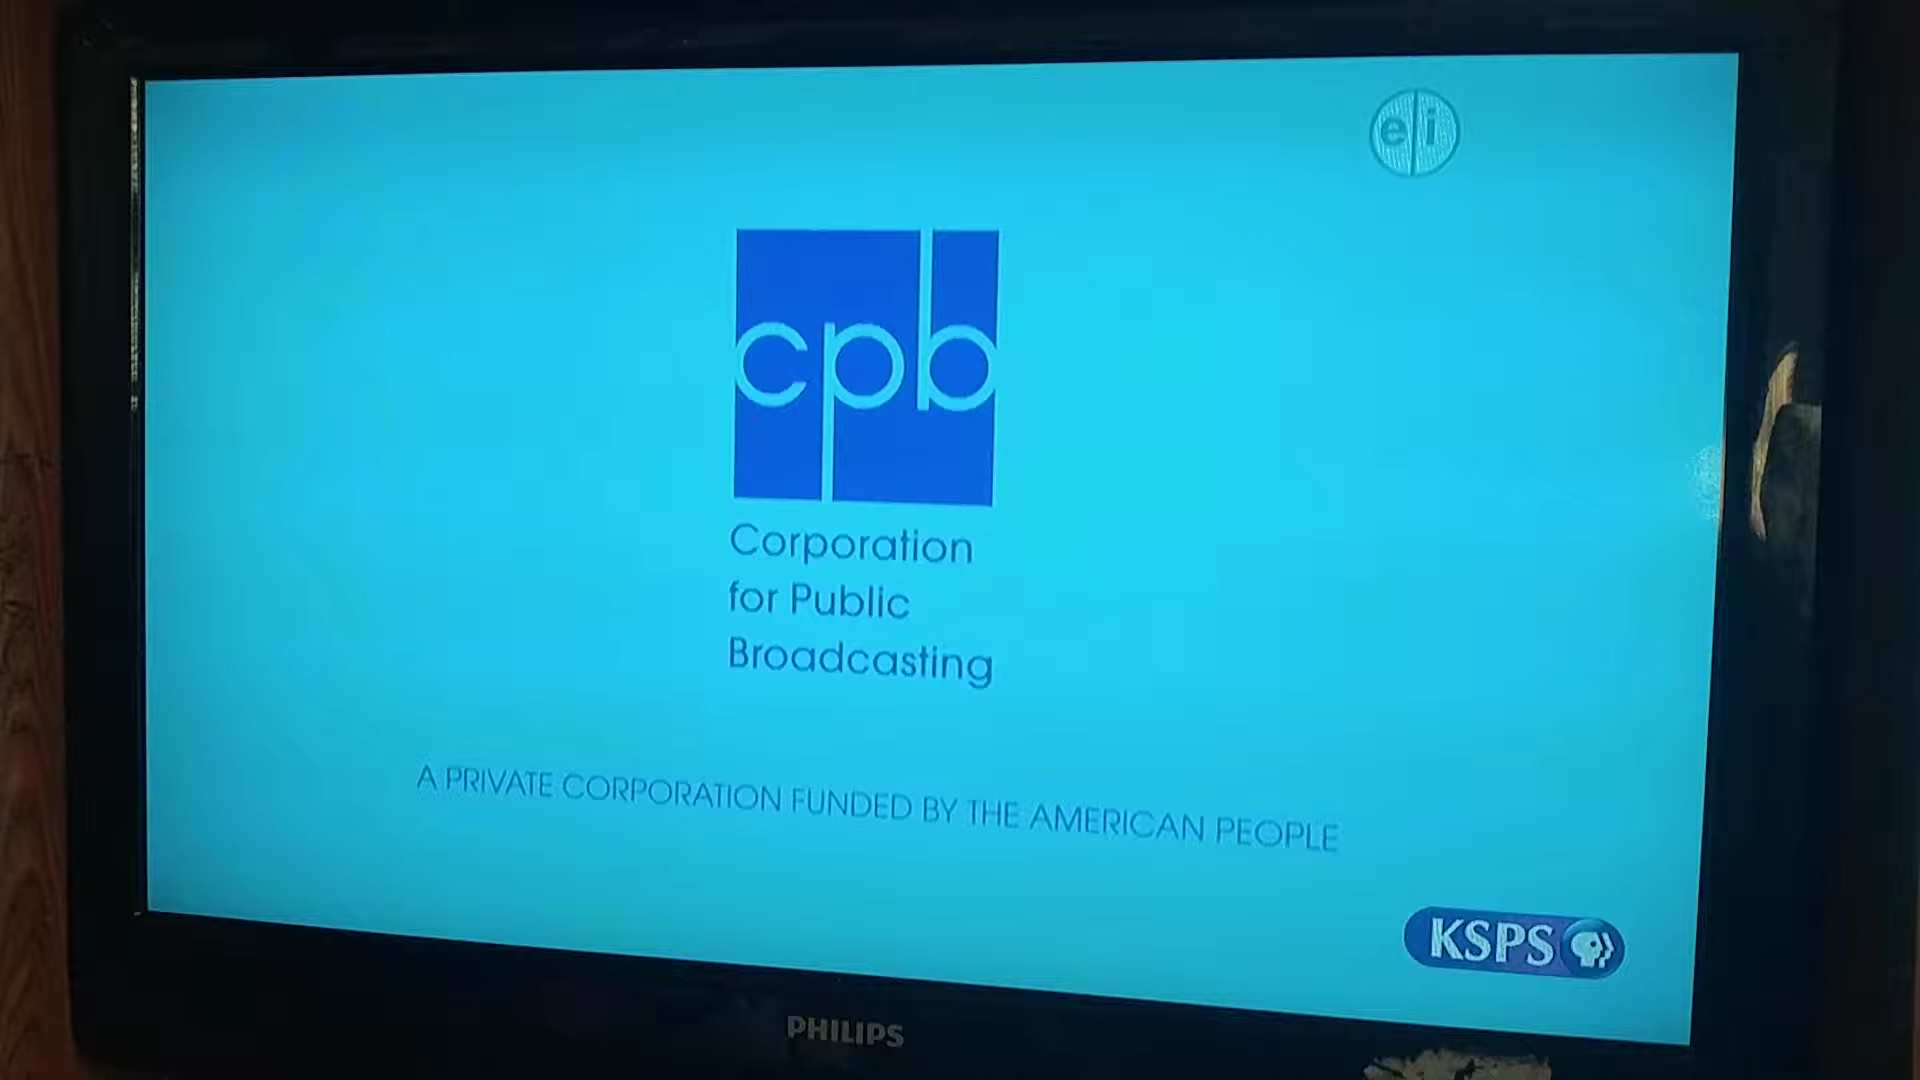 e/i
cpb
Corporation
for Public
Broadcasting
A PRIVATE CORPORATION FUNDED BY THE AMERICAN PEOPLE
KSPS
PHILIPS